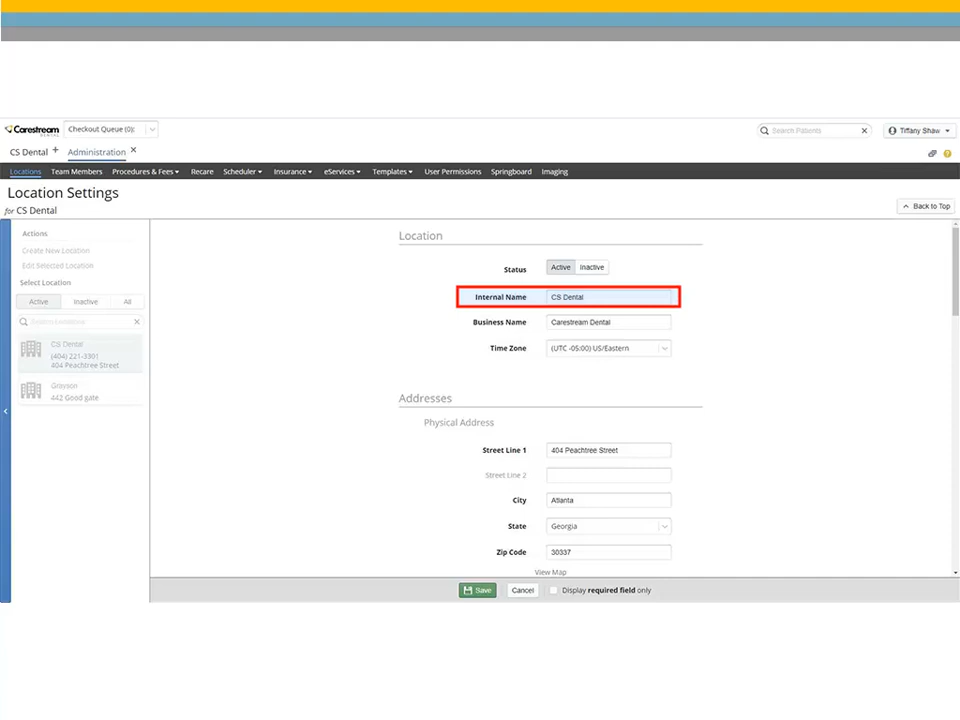 Carestream
DENTAL
Checkout Queue (0):
Search Patients
Tiffany Shaw
CS Dental
Administration
Locations Team Members Procedures & Fees Recare Scheduler Insurance eServices Templates User Permissions Springboard Imaging
Location Settings
for CS Dental
Back to Top
Actions
Create New Location
Edit Selected Location
Select Location
Active Inactive All
Search Locations
CS Dental
(404) 221-3301
404 Peachtree Street
Grayson
442 Good gate
Location
Status Active Inactive
Internal Name CS Dental
Business Name Carestream Dental
Time Zone (UTC -05:00) US/Eastern
Addresses
Physical Address
Street Line 1 404 Peachtree Street
Street Line 2
City Atlanta
State Georgia
Zip Code 30337
View Map
Save Cancel Display required field only